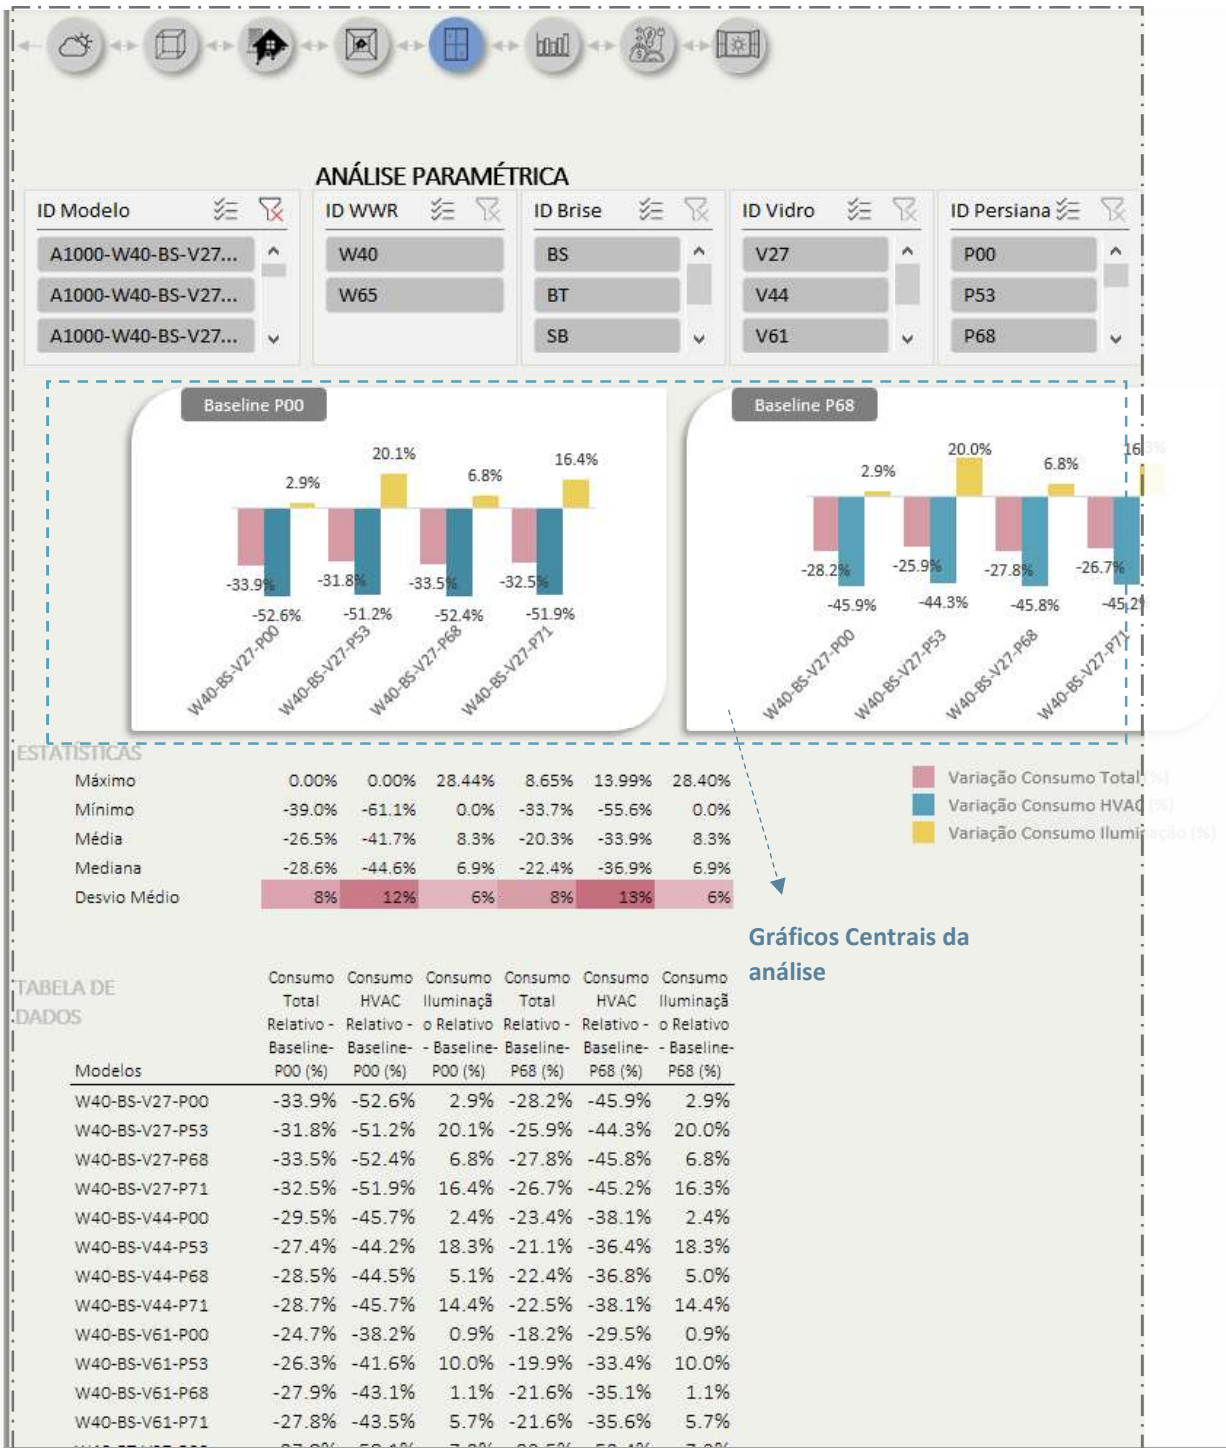 ANÁLISE PARAMÉTRICA
ID Modelo
A1000-W40-BS-V27...
A1000-W40-BS-V27...
A1000-W40-BS-V27...
ID WWR
W40
W65
ID Brise
BS
BT
SB
ID Vidro
V27
V44
V61
ID Persiana
P00
P53
P68
Baseline P00
2.9% 20.1% 6.8% 16.4%
-33.9% -31.8% -33.5% -32.5%
-52.6% -51.2% -52.4% -51.9%
W40-BS-V27-P00 W40-BS-V27-P53 W40-BS-V27-P68 W40-BS-V27-P71
Baseline P68
2.9% 20.0% 6.8% 16.3%
-28.2% -25.9% -27.8% -26.7%
-45.9% -44.3% -45.8% -45.2%
W40-BS-V27-P00 W40-BS-V27-P53 W40-BS-V27-P68 W40-BS-V27-P71
ESTATÍSTICAS
Máximo 0.00% 0.00% 28.44% 8.65% 13.99% 28.40%
Mínimo -39.0% -61.1% 0.0% -33.7% -55.6% 0.0%
Média -26.5% -41.7% 8.3% -20.3% -33.9% 8.3%
Mediana -28.6% -44.6% 6.9% -22.4% -36.9% 6.9%
Desvio Médio 8% 12% 6% 8% 13% 6%
Variação Consumo Total (%)
Variação Consumo HVAC (%)
Variação Consumo Iluminação (%)
Gráficos Centrais da
análise
TABELA DE
DADOS
Consumo Consumo Consumo Consumo Consumo Consumo
Total HVAC Iluminaçã Total HVAC Iluminaçã
Relativo - Relativo - o Relativo Relativo - Relativo - o Relativo
Baseline- Baseline- - Baseline- Baseline- Baseline- - Baseline-
Modelos P00 (%) P00 (%) P00 (%) P68 (%) P68 (%) P68 (%)
W40-BS-V27-P00 -33.9% -52.6% 2.9% -28.2% -45.9% 2.9%
W40-BS-V27-P53 -31.8% -51.2% 20.1% -25.9% -44.3% 20.0%
W40-BS-V27-P68 -33.5% -52.4% 6.8% -27.8% -45.8% 6.8%
W40-BS-V27-P71 -32.5% -51.9% 16.4% -26.7% -45.2% 16.3%
W40-BS-V44-P00 -29.5% -45.7% 2.4% -23.4% -38.1% 2.4%
W40-BS-V44-P53 -27.4% -44.2% 18.3% -21.1% -36.4% 18.3%
W40-BS-V44-P68 -28.5% -44.5% 5.1% -22.4% -36.8% 5.0%
W40-BS-V44-P71 -28.7% -45.7% 14.4% -22.5% -38.1% 14.4%
W40-BS-V61-P00 -24.7% -38.2% 0.9% -18.2% -29.5% 0.9%
W40-BS-V61-P53 -26.3% -41.6% 10.0% -19.9% -33.4% 10.0%
W40-BS-V61-P68 -27.9% -43.1% 1.1% -21.6% -35.1% 1.1%
W40-BS-V61-P71 -27.8% -43.5% 5.7% -21.6% -35.6% 5.7%